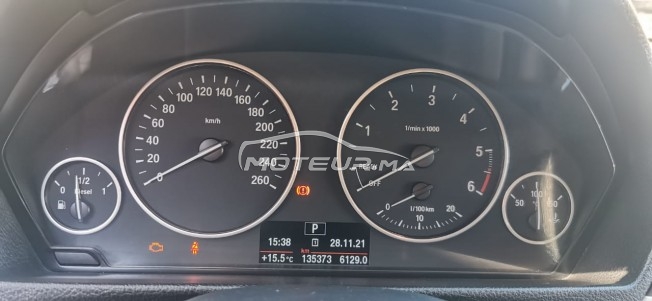 0 1/2 1
Diesel
0 20 40 60 80 100 120 140 160 180 200 220 240 260
km/h
MOTEUR.MA
0 1 2 3 4 5 6
1/min x 1000
OFF
0 10 20
1/100 km
50 100
°C
P
15:38 28.11.21
+15.5°C 135373 6129.0